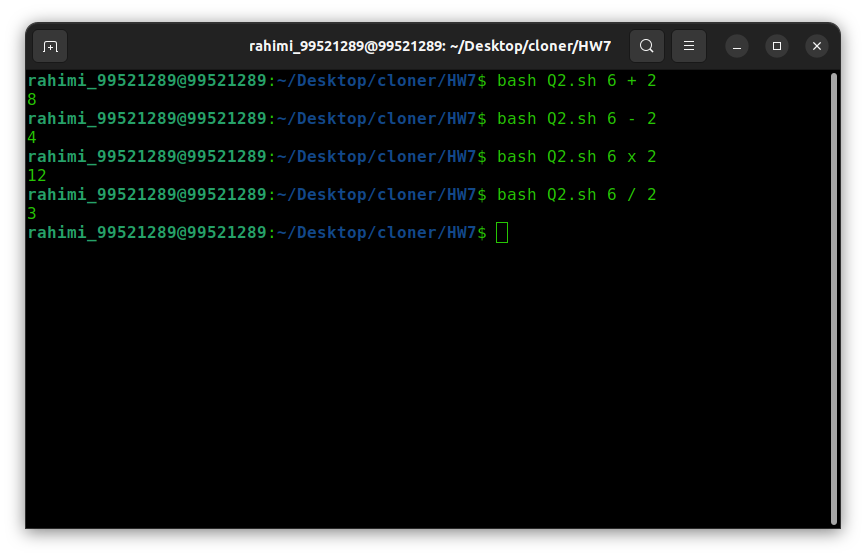 rahimi_99521289@99521289: ~/Desktop/cloner/HW7
rahimi_99521289@99521289:~/Desktop/cloner/HW7$ bash Q2.sh 6 + 2
8
rahimi_99521289@99521289:~/Desktop/cloner/HW7$ bash Q2.sh 6 - 2
4
rahimi_99521289@99521289:~/Desktop/cloner/HW7$ bash Q2.sh 6 x 2
12
rahimi_99521289@99521289:~/Desktop/cloner/HW7$ bash Q2.sh 6 / 2
3
rahimi_99521289@99521289:~/Desktop/cloner/HW7$